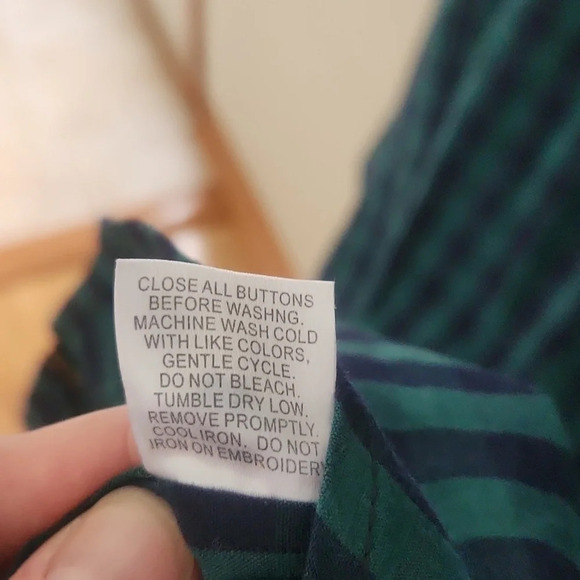 CLOSE ALL BUTTONS
BEFORE WASHNG.
MACHINE WASH COLD
WITH LIKE COLORS,
GENTLE CYCLE.
DO NOT BLEACH.
TUMBLE DRY LOW.
REMOVE PROMPTLY.
COOL IRON. DO NOT
IRON ON EMBROIDERY